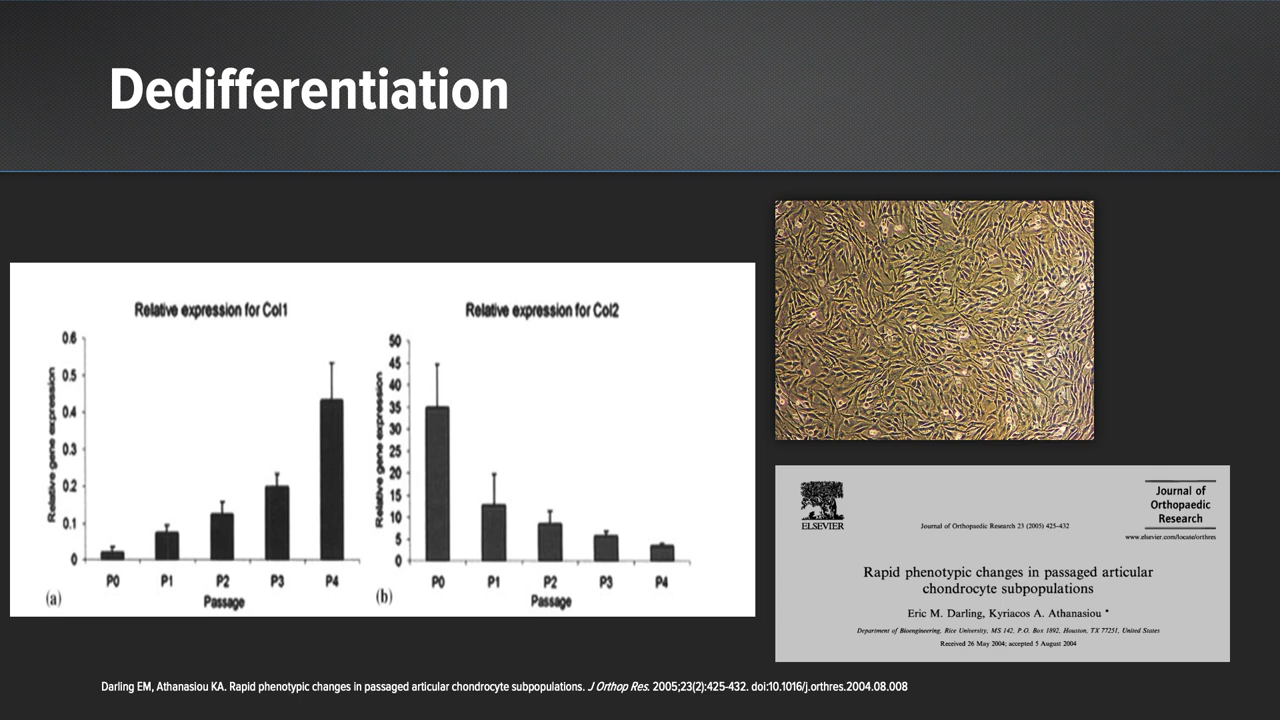 Dedifferentiation
Relative expression for Col1
Relative gene expression
0.6
0.5
0.4
0.3
0.2
0.1
0
P0 P1 P2 P3 P4
(a)
Passage
Relative expression for Col2
Relative gene expression
50
45
40
35
30
25
20
15
10
5
0
P0 P1 P2 P3 P4
(b)
Passage
ELSEVIER
Journal of Orthopaedic Research 23 (2005) 425-432
Journal of
Orthopaedic
Research
www.elsevier.com/locate/orthres
Rapid phenotypic changes in passaged articular
chondrocyte subpopulations
Eric M. Darling, Kyriacos A. Athanasiou *
Department of Bioengineering, Rice University, MS 142, P.O. Box 1892, Houston, TX 77251, United States
Received 26 May 2004; accepted 5 August 2004
Darling EM, Athanasiou KA. Rapid phenotypic changes in passaged articular chondrocyte subpopulations. J Orthop Res. 2005;23(2):425-432. doi:10.1016/j.orthres.2004.08.008